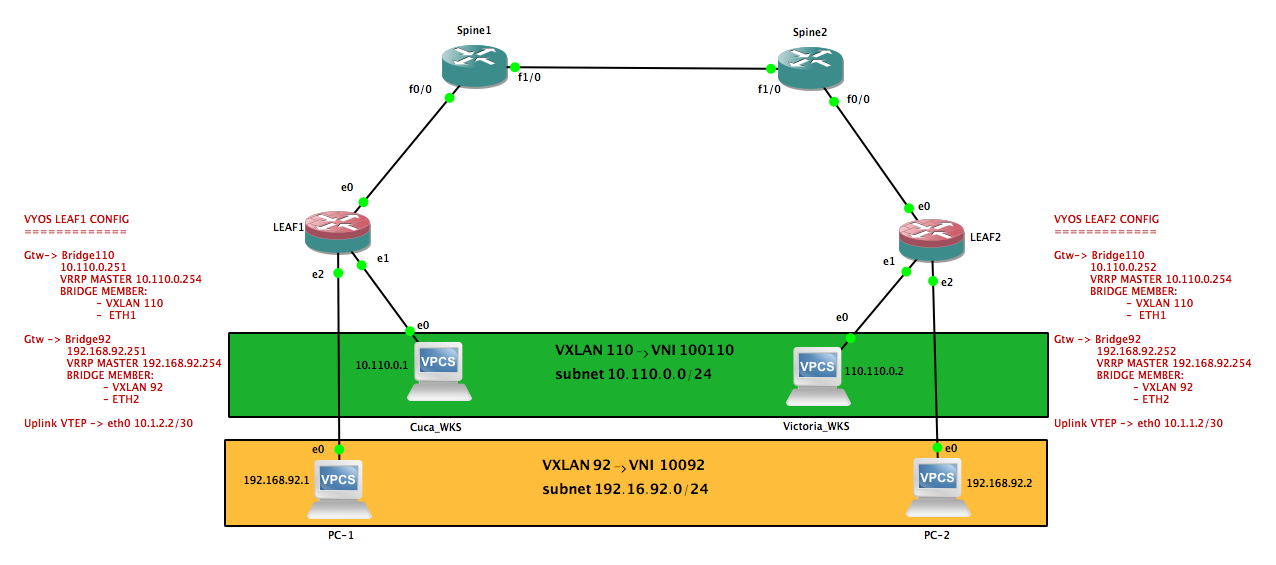 Spine1
Spine2
f1/0
f1/0
f0/0
f0/0
e0
e0
LEAF1
LEAF2
e1
e2
e1
e2
VYOS LEAF1 CONFIG
=============
Gtw-> Bridge110
10.110.0.251
VRRP MASTER 10.110.0.254
BRIDGE MEMBER:
- VXLAN 110
- ETH1
Gtw -> Bridge92
192.168.92.251
VRRP MASTER 192.168.92.254
BRIDGE MEMBER:
- VXLAN 92
- ETH2
Uplink VTEP -> eth0 10.1.2.2/30
VYOS LEAF2 CONFIG
=============
Gtw-> Bridge110
10.110.0.252
VRRP MASTER 10.110.0.254
BRIDGE MEMBER:
- VXLAN 110
- ETH1
Gtw -> Bridge92
192.168.92.252
VRRP MASTER 192.168.92.254
BRIDGE MEMBER:
- VXLAN 92
- ETH2
Uplink VTEP -> eth0 10.1.1.2/30
e0
e0
VXLAN 110 -> VNI 100110
subnet 10.110.0.0/24
10.110.0.1
VPCS
VPCS
110.110.0.2
Cuca_WKS
Victoria_WKS
e0
e0
VXLAN 92 -> VNI 10092
subnet 192.16.92.0/24
192.168.92.1
VPCS
VPCS
192.168.92.2
PC-1
PC-2